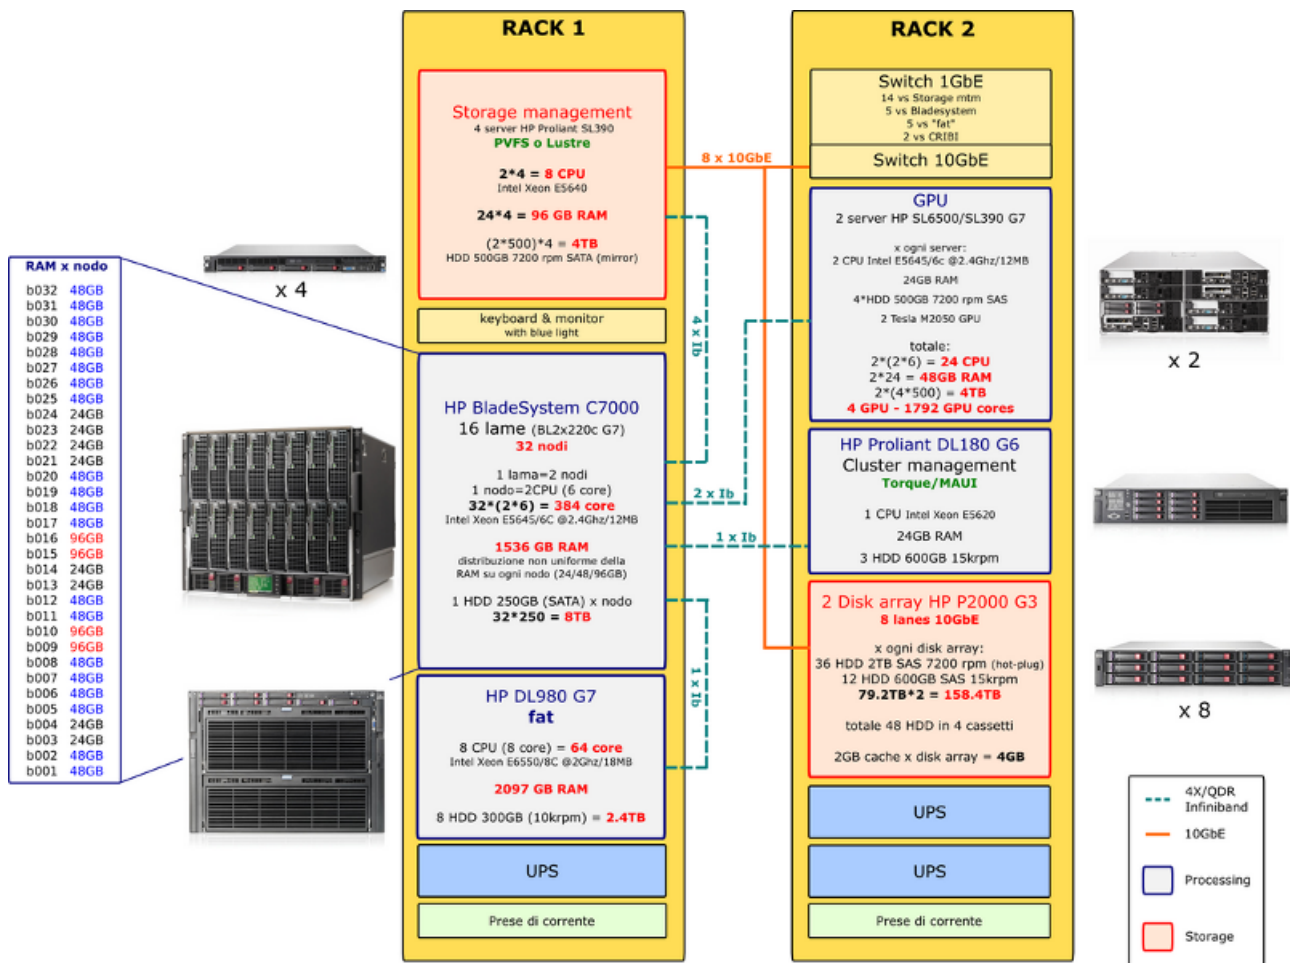 RACK 1
Storage management
4 server HP Proliant SL390
PVFS o Lustre
2*4 = 8 CPU
Intel Xeon E5640
24*4 = 96 GB RAM
(2*500)*4 = 4TB
HDD 500GB 7200 rpm SATA (mirror)
keyboard & monitor
with blue light
HP BladeSystem C7000
16 lame (BL2x220c G7)
32 nodi
1 lama=2 nodi
1 nodo=2CPU (6 core)
32*(2*6) = 384 core
Intel Xeon E5645/6C @2.4Ghz/12MB
1536 GB RAM
distribuzione non uniforme della
RAM su ogni nodo (24/48/96GB)
1 HDD 250GB (SATA) x nodo
32*250 = 8TB
HP DL980 G7
fat
8 CPU (8 core) = 64 core
Intel Xeon E6550/8C @2Ghz/18MB
2097 GB RAM
8 HDD 300GB (10krpm) = 2.4TB
UPS
Prese di corrente
RACK 2
Switch 1GbE
14 vs Storage mtm
5 vs Bladesystem
5 vs "fat"
2 vs CRIBI
Switch 10GbE
GPU
2 server HP SL6500/SL390 G7
x ogni server:
2 CPU Intel E5645/6c @2.4Ghz/12MB
24GB RAM
4*HDD 500GB 7200 rpm SAS
2 Tesla M2050 GPU
totale:
2*(2*6) = 24 CPU
2*24 = 48GB RAM
2*(4*500) = 4TB
4 GPU - 1792 GPU cores
HP Proliant DL180 G6
Cluster management
Torque/MAUI
1 CPU Intel Xeon E5620
24GB RAM
3 HDD 600GB 15krpm
2 Disk array HP P2000 G3
8 lanes 10GbE
x ogni disk array:
36 HDD 2TB SAS 7200 rpm (hot-plug)
12 HDD 600GB SAS 15krpm
79.2TB*2 = 158.4TB
totale 48 HDD in 4 cassetti
2GB cache x disk array = 4GB
UPS
UPS
Prese di corrente
8 x 10GbE
4 x Ib
2 x Ib
1 x Ib
1 x Ib
RAM x nodo
b032 48GB
b031 48GB
b030 48GB
b029 48GB
b028 48GB
b027 48GB
b026 48GB
b025 48GB
b024 24GB
b023 24GB
b022 24GB
b021 24GB
b020 48GB
b019 48GB
b018 48GB
b017 48GB
b016 96GB
b015 96GB
b014 24GB
b013 24GB
b012 48GB
b011 48GB
b010 96GB
b009 96GB
b008 48GB
b007 48GB
b006 48GB
b005 48GB
b004 24GB
b003 24GB
b002 48GB
b001 48GB
x 4
x 2
x 8
4X/QDR
Infiniband
10GbE
Processing
Storage